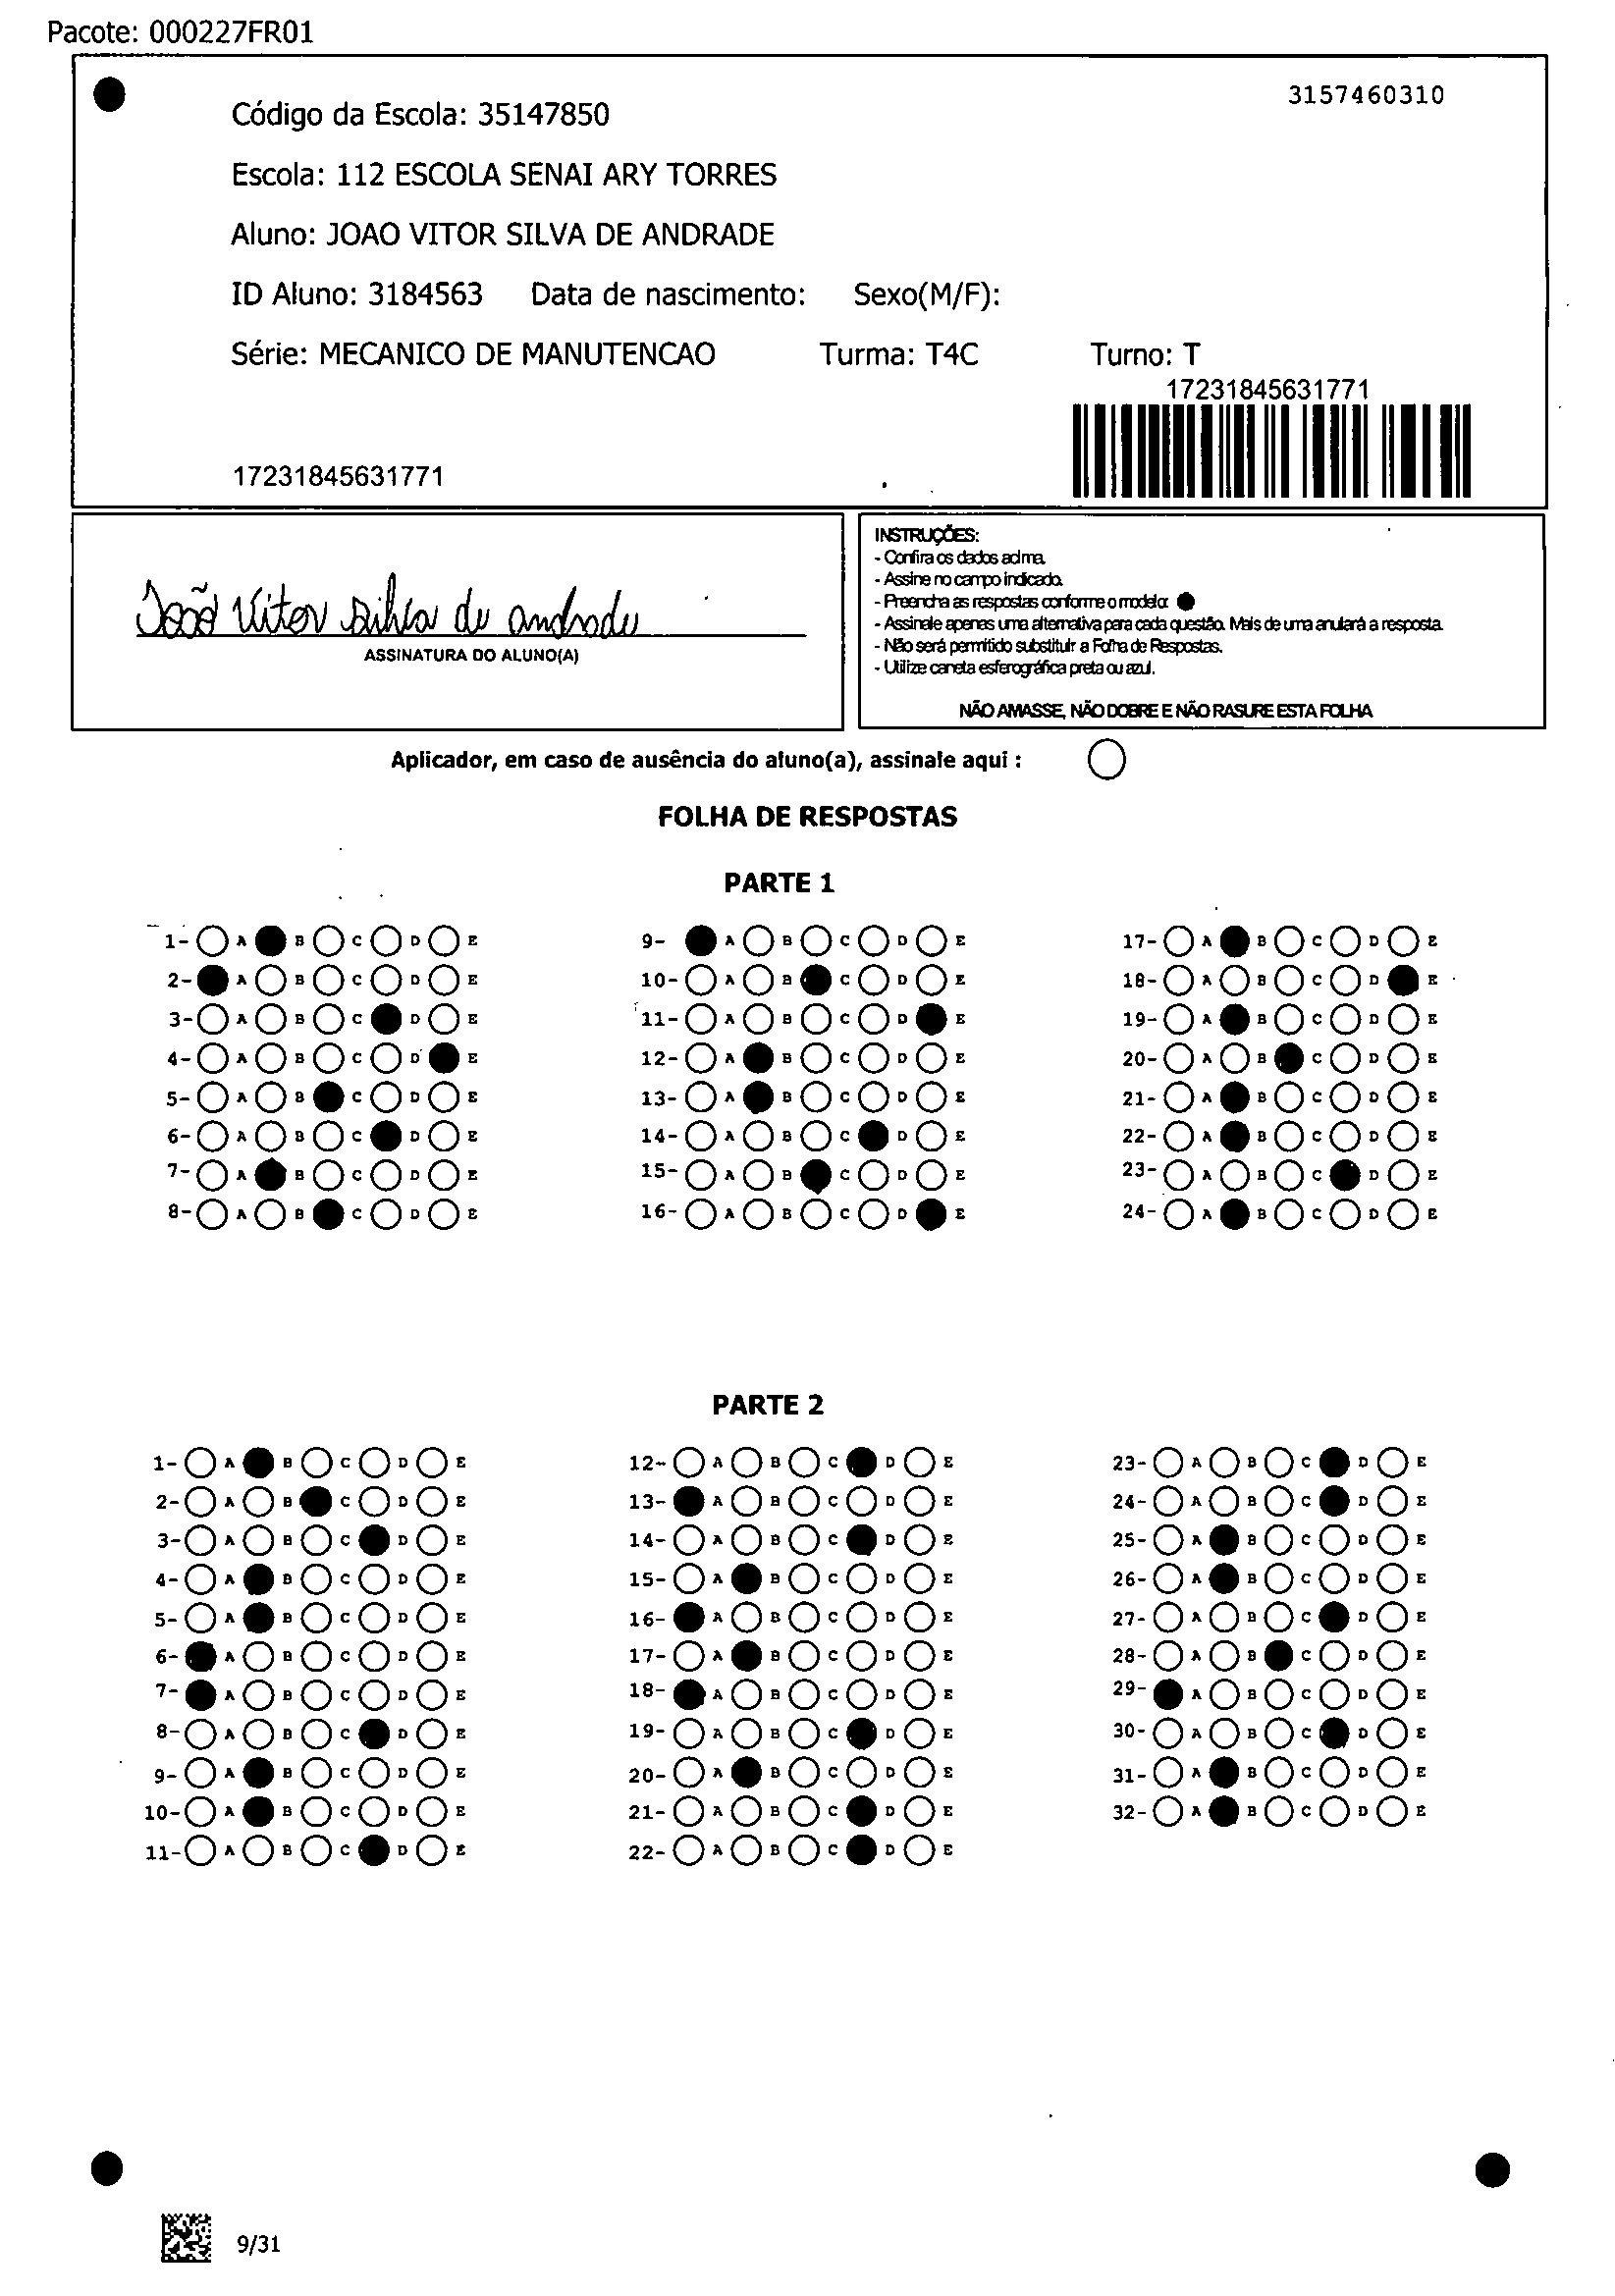 Pacote: 000227FR01
3157460310
Código da Escola: 35147850
Escola: 112 ESCOLA SENAI ARY TORRES
Aluno: JOAO VITOR SILVA DE ANDRADE
ID Aluno: 3184563 Data de nascimento: Sexo(M/F):
Série: MECANICO DE MANUTENCAO Turma: T4C Turno: T
17231845631771
17231845631771
João Vitor silva de andrade
ASSINATURA DO ALUNO(A)
INSTRUÇÕES:
- Confira os dados acima.
- Assine no campo indicado.
- Preencha as respostas conforme o modelo:
- Assinale apenas uma alternativa para cada questão. Mais de uma anulará a resposta.
- Não será permitido substituir a Folha de Respostas.
- Utilize caneta esferográfica preta ou azul.
NÃO AMASSE, NÃO DOBRE E NÃO RASURE ESTA FOLHA
Aplicador, em caso de ausência do aluno(a), assinale aqui :
FOLHA DE RESPOSTAS
PARTE 1
1- A B C D E 9- A B C D E 17- A B C D E
2- A B C D E 10- A B C D E 18- A B C D E
3- A B C D E 11- A B C D E 19- A B C D E
4- A B C D E 12- A B C D E 20- A B C D E
5- A B C D E 13- A B C D E 21- A B C D E
6- A B C D E 14- A B C D E 22- A B C D E
7- A B C D E 15- A B C D E 23- A B C D E
8- A B C D E 16- A B C D E 24- A B C D E
PARTE 2
1- A B C D E 12- A B C D E 23- A B C D E
2- A B C D E 13- A B C D E 24- A B C D E
3- A B C D E 14- A B C D E 25- A B C D E
4- A B C D E 15- A B C D E 26- A B C D E
5- A B C D E 16- A B C D E 27- A B C D E
6- A B C D E 17- A B C D E 28- A B C D E
7- A B C D E 18- A B C D E 29- A B C D E
8- A B C D E 19- A B C D E 30- A B C D E
9- A B C D E 20- A B C D E 31- A B C D E
10- A B C D E 21- A B C D E 32- A B C D E
11- A B C D E 22- A B C D E
9/31